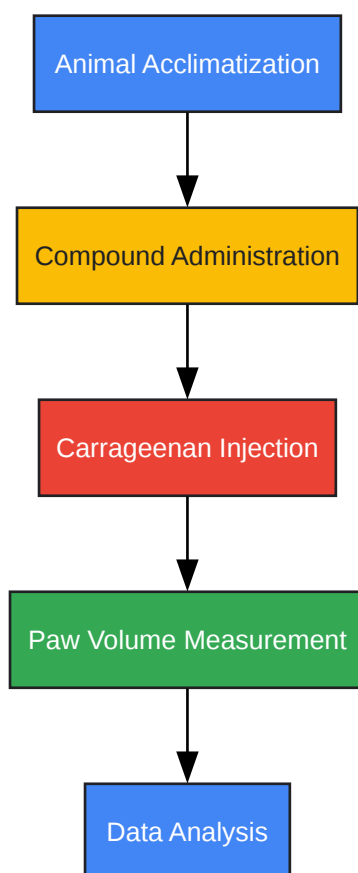 Animal Acclimatization
Compound Administration
Carrageenan Injection
Paw Volume Measurement
Data Analysis